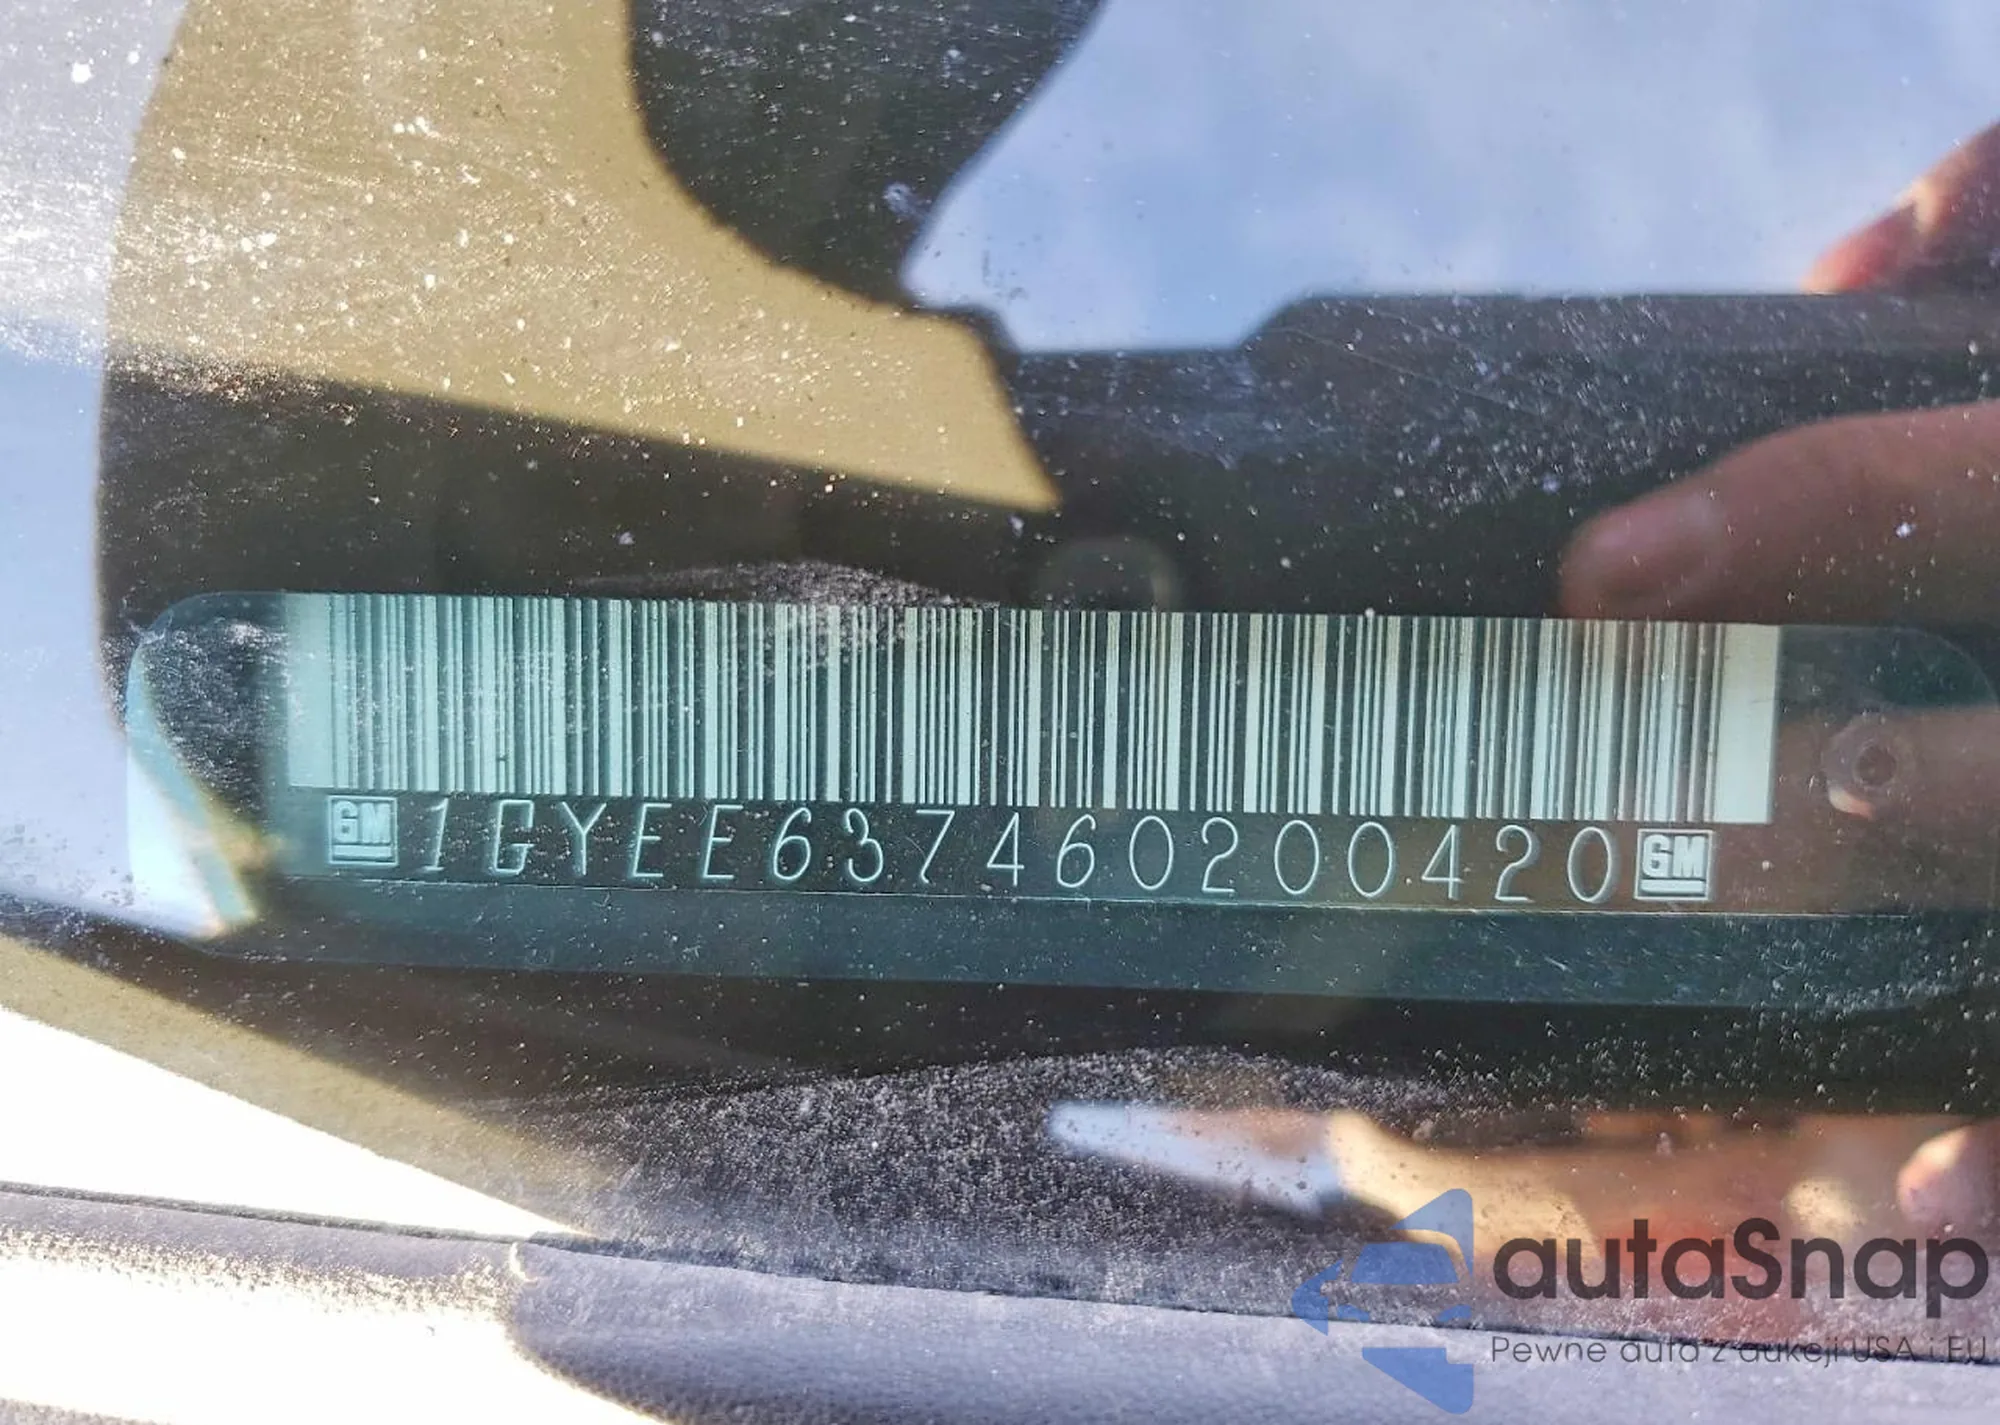 GM 1GYEE637460200420 GM
autaSnap
Pewne auta z aukcji USA i EU